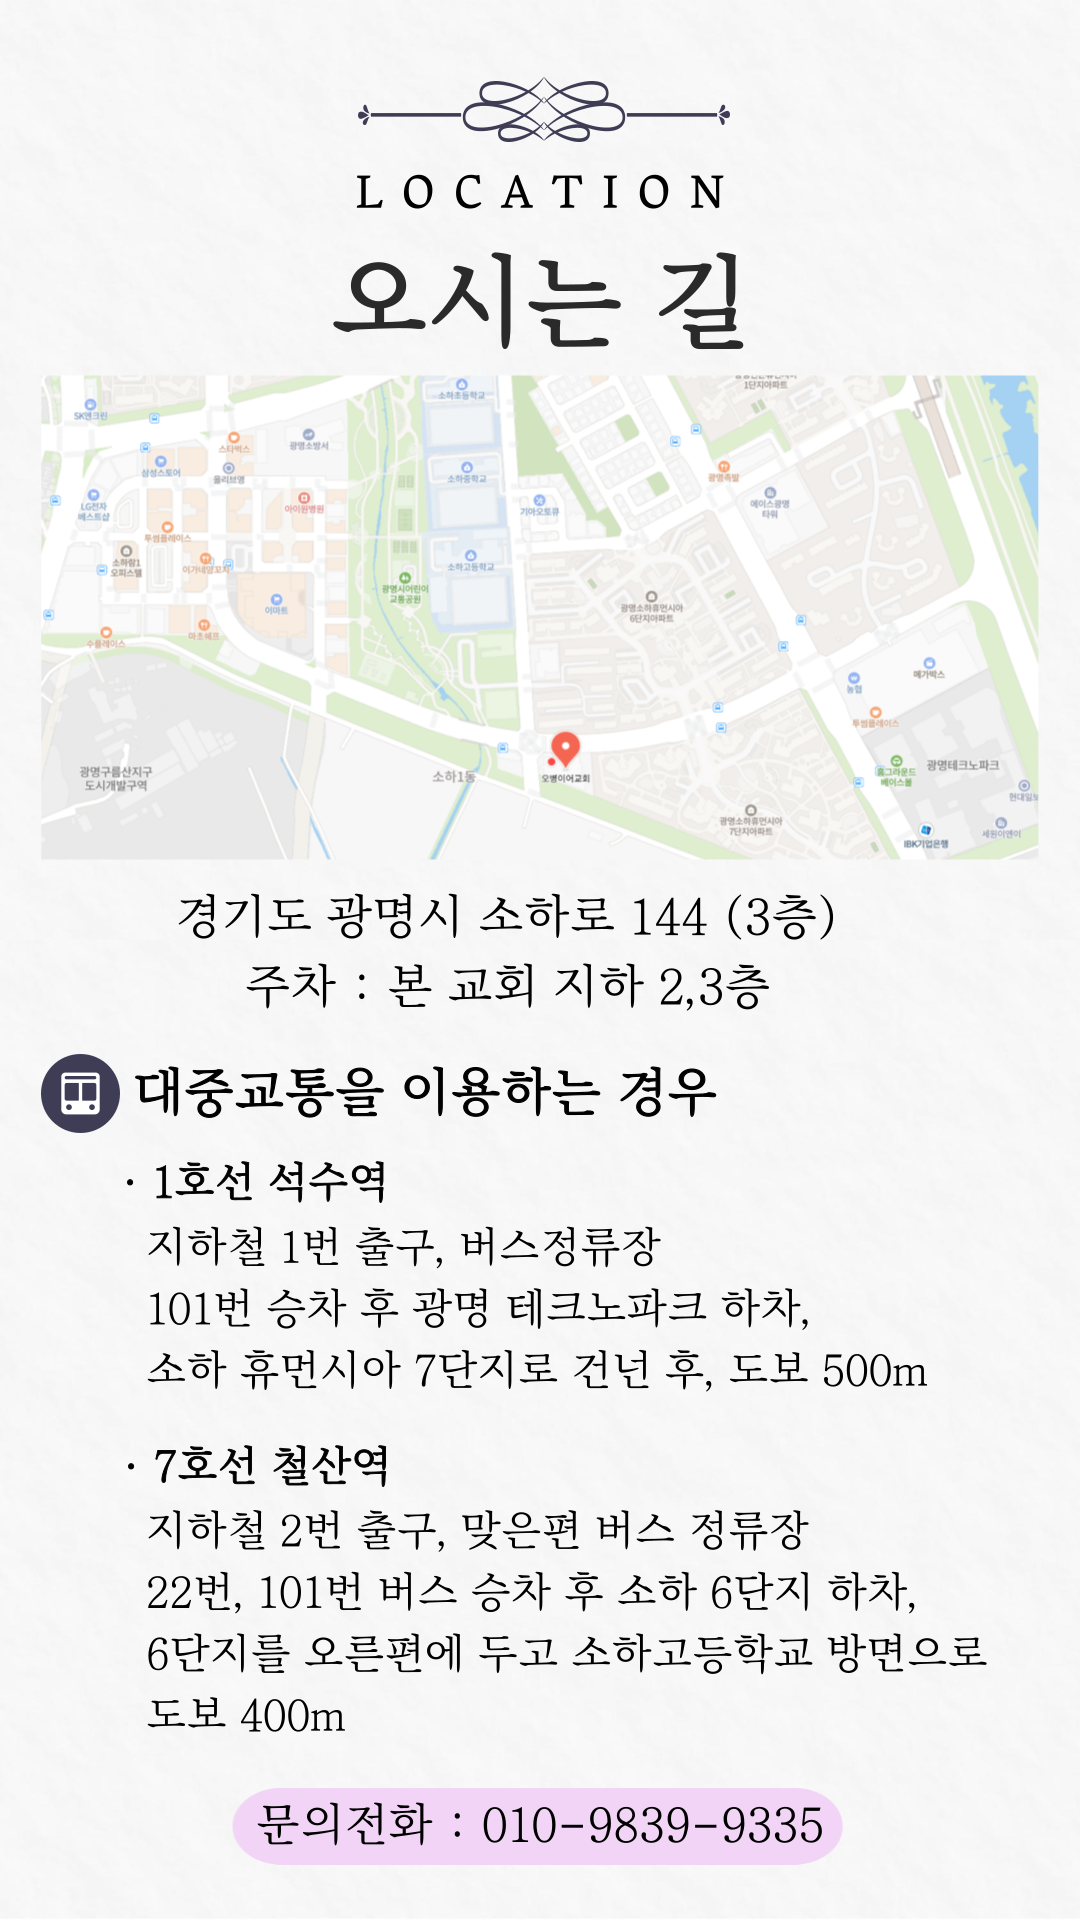 LOCATION
오시는 길
소하초등학교
1단지아파트
SK엔크린
스타벅스
광명소방서
삼성스토어
올리브영
소하중학교
광명족발
LG전자
베스트샵
아이원병원
기아오토큐
에이스광명
타워
투썸플레이스
소하람1
오피스텔
이가네양꼬치
소하고등학교
광명시어린이
교통공원
이마트
광명소하휴먼시아
6단지아파트
마초쉐프
수플레이스
메가박스
농협
투썸플레이스
광명구름산지구
도시개발구역
소하1동
오병이어교회
홈그라운드
베이스볼
광명테크노파크
현대일보
광명소하휴먼시아
7단지아파트
세원이앤이
IBK기업은행
경기도 광명시 소하로 144 (3층)
주차 : 본 교회 지하 2,3층
대중교통을 이용하는 경우
· 1호선 석수역
지하철 1번 출구, 버스정류장
101번 승차 후 광명 테크노파크 하차,
소하 휴먼시아 7단지로 건넌 후, 도보 500m
· 7호선 철산역
지하철 2번 출구, 맞은편 버스 정류장
22번, 101번 버스 승차 후 소하 6단지 하차,
6단지를 오른편에 두고 소하고등학교 방면으로
도보 400m
문의전화 : 010-9839-9335